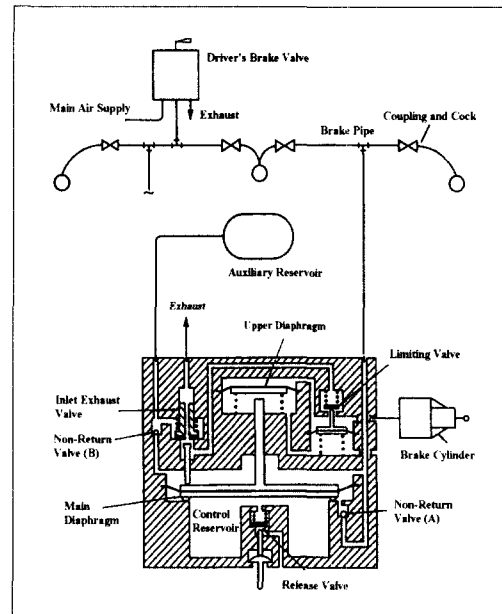 Driver's Brake Valve
Main Air Supply
Exhaust
Coupling and Cock
Brake Pipe
Auxiliary Reservoir
Exhaust
Upper Diaphragm
Limiting Valve
Inlet Exhaust
Valve
Non-Return
Valve (B)
Brake Cylinder
Main
Diaphragm
Control
Reservoir
Non-Return
Valve (A)
Release Valve